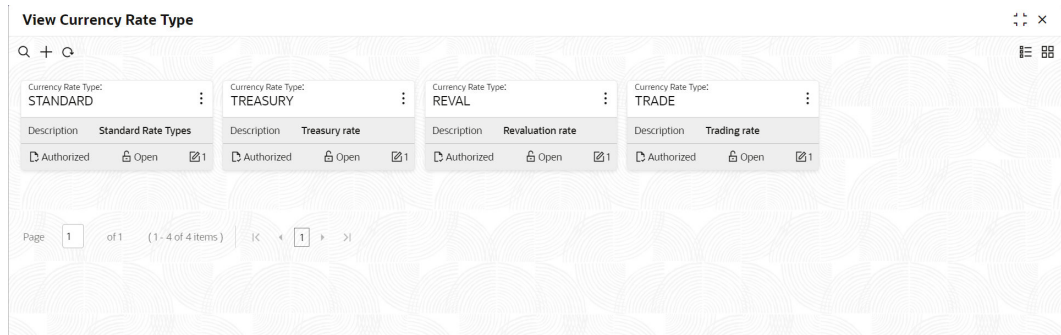 View Currency Rate Type
Currency Rate Type:
STANDARD
Description Standard Rate Types
Authorized Open 1
Currency Rate Type:
TREASURY
Description Treasury rate
Authorized Open 1
Currency Rate Type:
REVAL
Description Revaluation rate
Authorized Open 1
Currency Rate Type:
TRADE
Description Trading rate
Authorized Open 1
Page 1 of 1 (1 - 4 of 4 items) 1